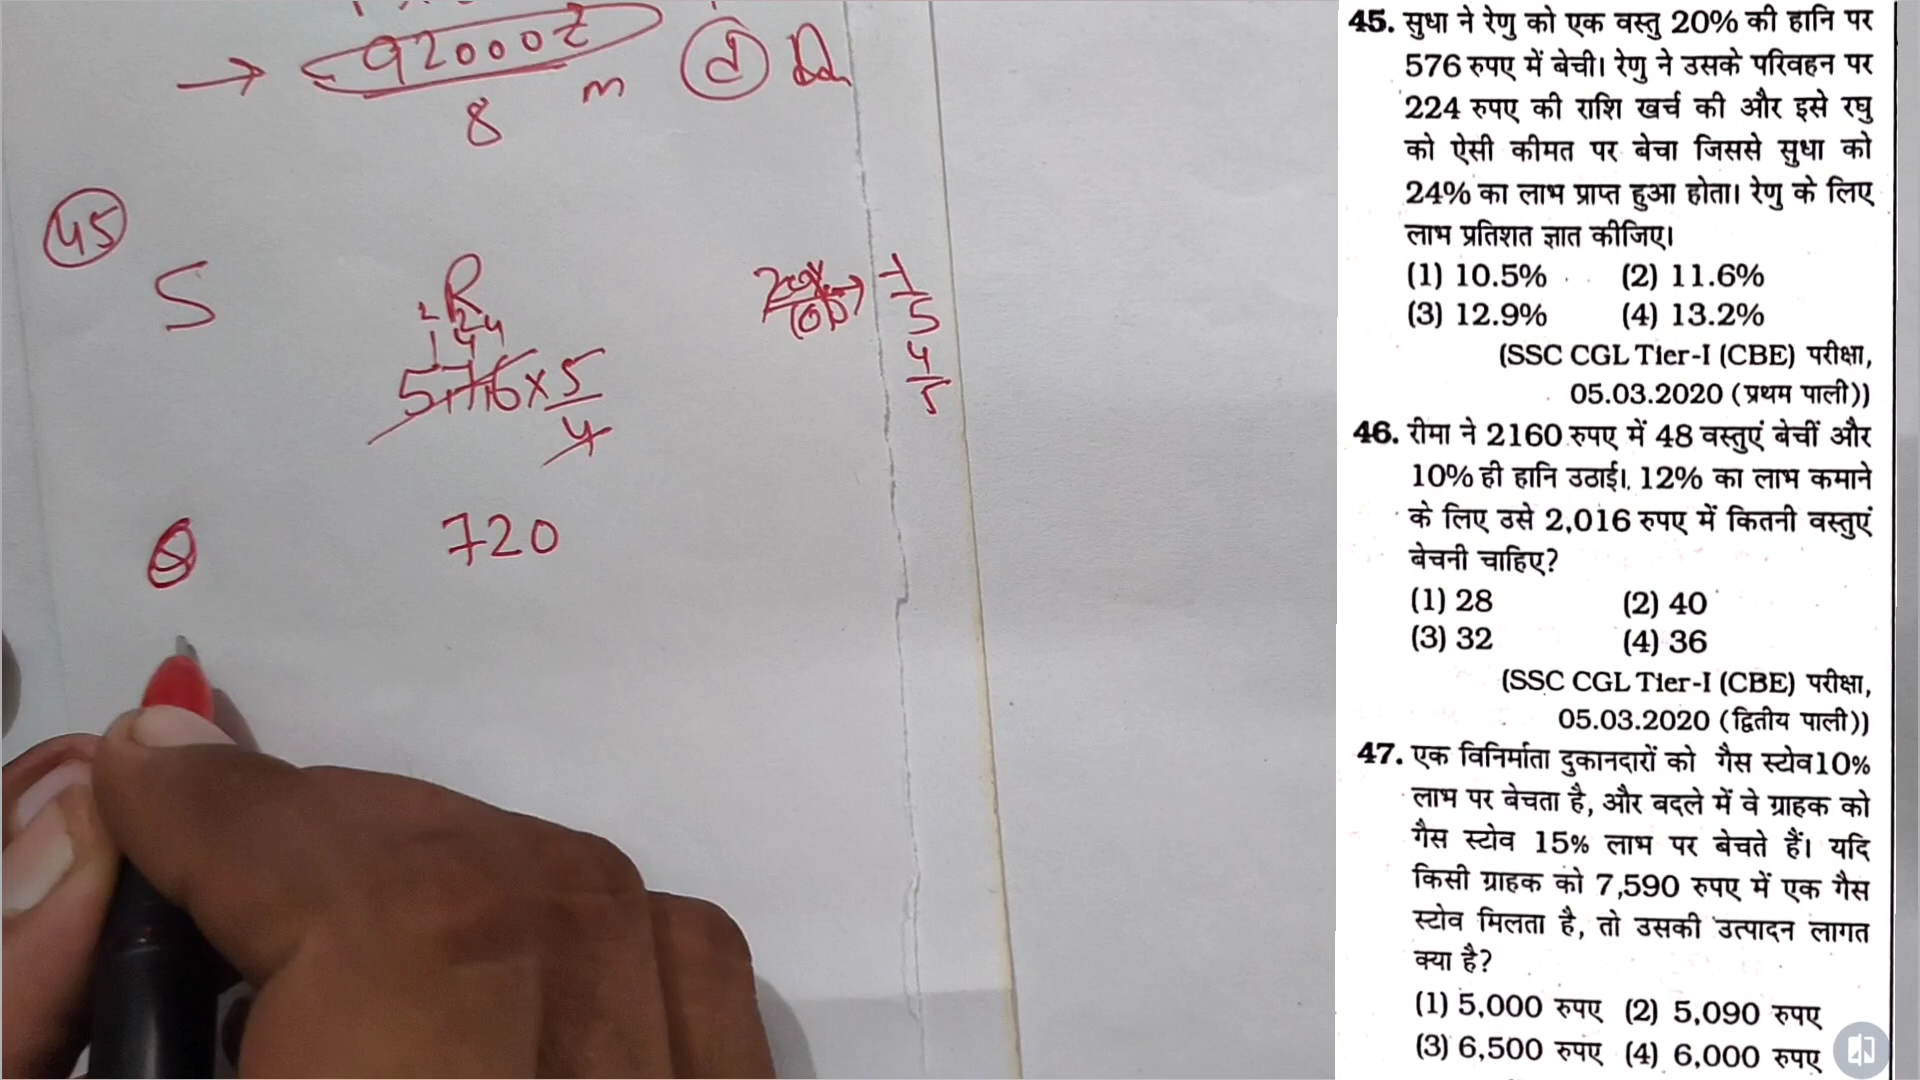 → 92000र
8 m (d) Ans
45
S R 20%/100 → 1/5
576 × 5/4 4/5
720
45. सुधा ने रेणु को एक वस्तु 20% की हानि पर
576 रुपए में बेची। रेणु ने उसके परिवहन पर
224 रुपए की राशि खर्च की और इसे रघु
को ऐसी कीमत पर बेचा जिससे सुधा को
24% का लाभ प्राप्त हुआ होता। रेणु के लिए
लाभ प्रतिशत ज्ञात कीजिए।
(1) 10.5% (2) 11.6%
(3) 12.9% (4) 13.2%
(SSC CGL Tier-I (CBE) परीक्षा,
05.03.2020 (प्रथम पाली))
46. रीमा ने 2160 रुपए में 48 वस्तुएं बेचीं और
10% ही हानि उठाई। 12% का लाभ कमाने
के लिए उसे 2,016 रुपए में कितनी वस्तुएं
बेचनी चाहिए?
(1) 28 (2) 40
(3) 32 (4) 36
(SSC CGL Tier-I (CBE) परीक्षा,
05.03.2020 (द्वितीय पाली))
47. एक विनिर्माता दुकानदारों को गैस स्टोव 10%
लाभ पर बेचता है, और बदले में वे ग्राहक को
गैस स्टोव 15% लाभ पर बेचते हैं। यदि
किसी ग्राहक को 7,590 रुपए में एक गैस
स्टोव मिलता है, तो उसकी उत्पादन लागत
क्या है?
(1) 5,000 रुपए (2) 5,090 रुपए
(3) 6,500 रुपए (4) 6,000 रुपए